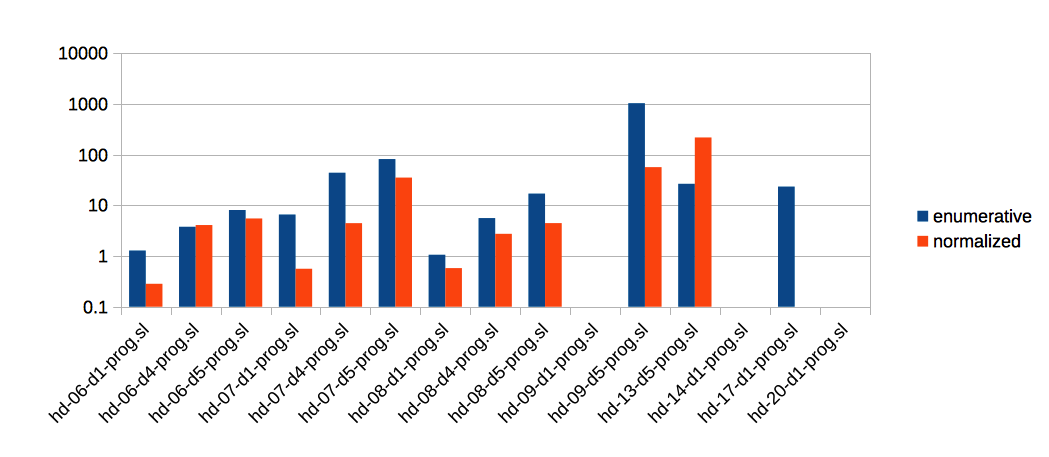 10000
1000
100
10
1
0.1
hd-06-d1-prog.sl
hd-06-d4-prog.sl
hd-06-d5-prog.sl
hd-07-d1-prog.sl
hd-07-d4-prog.sl
hd-07-d5-prog.sl
hd-08-d1-prog.sl
hd-08-d4-prog.sl
hd-08-d5-prog.sl
hd-09-d1-prog.sl
hd-09-d5-prog.sl
hd-13-d5-prog.sl
hd-14-d1-prog.sl
hd-17-d1-prog.sl
hd-20-d1-prog.sl
enumerative
normalized